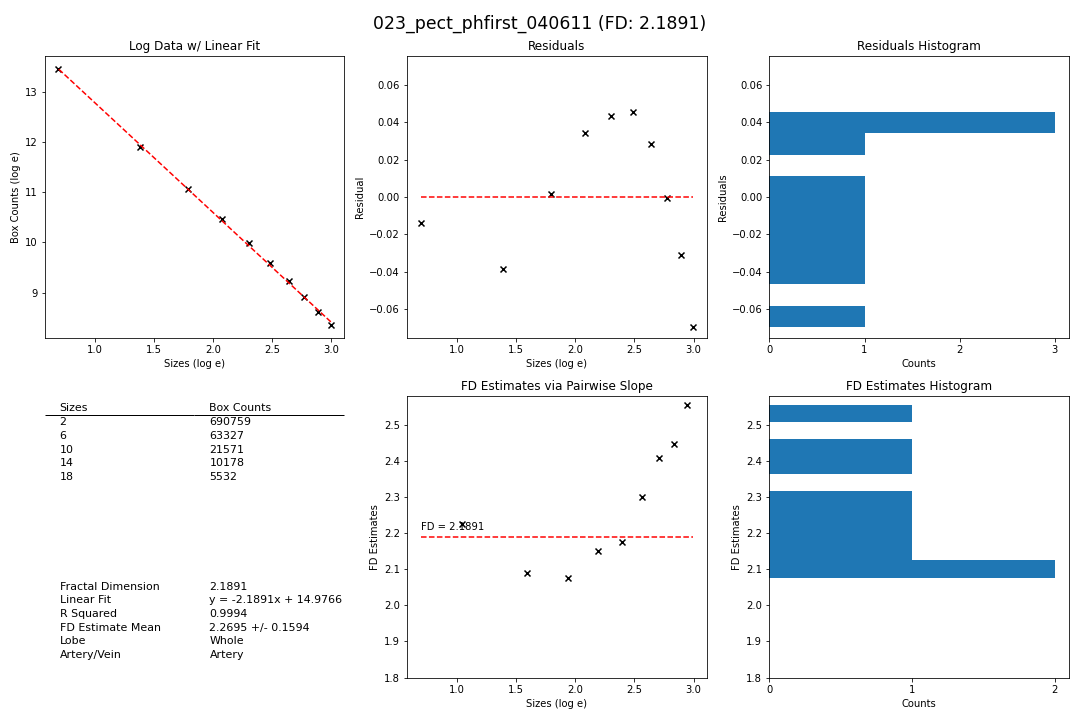 023_pect_phfirst_040611 (FD: 2.1891)
Log Data w/ Linear Fit
Box Counts (log e)
13
12
11
10
9
1.0 1.5 2.0 2.5 3.0
Sizes (log e)
Residuals
Residual
0.06
0.04
0.02
0.00
−0.02
−0.04
−0.06
1.0 1.5 2.0 2.5 3.0
Sizes (log e)
Residuals Histogram
Residuals
0.06
0.04
0.02
0.00
−0.02
−0.04
−0.06
0 1 2 3
Counts
Sizes Box Counts
2 690759
6 63327
10 21571
14 10178
18 5532
Fractal Dimension 2.1891
Linear Fit y = -2.1891x + 14.9766
R Squared 0.9994
FD Estimate Mean 2.2695 +/- 0.1594
Lobe Whole
Artery/Vein Artery
FD Estimates via Pairwise Slope
FD Estimates
2.5
2.4
2.3
2.2
2.1
2.0
1.9
1.8
FD = 2.1891
1.0 1.5 2.0 2.5 3.0
Sizes (log e)
FD Estimates Histogram
FD Estimates
2.5
2.4
2.3
2.2
2.1
2.0
1.9
1.8
0 1 2
Counts